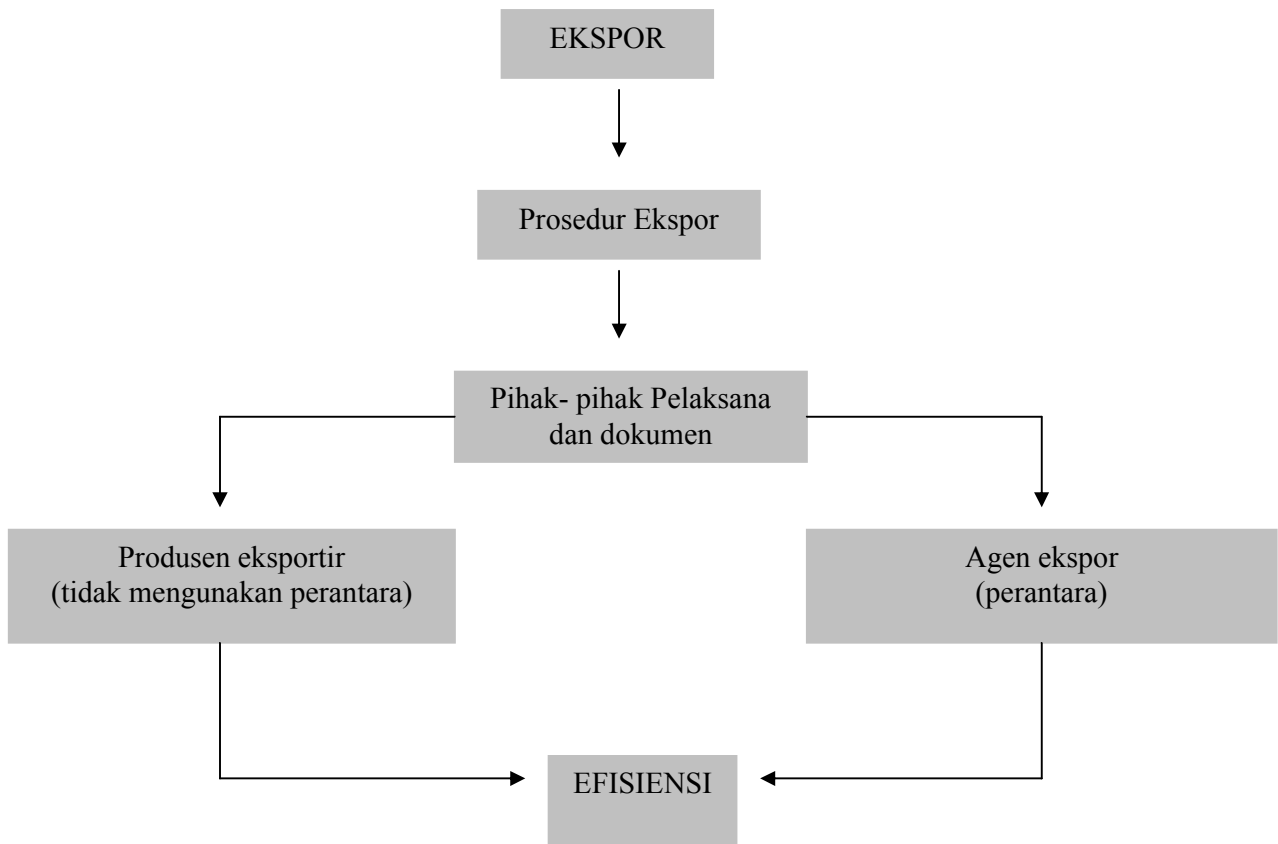 EKSPOR
Prosedur Ekspor
Pihak- pihak Pelaksana
dan dokumen
Produsen eksportir
(tidak mengunakan perantara)
Agen ekspor
(perantara)
EFISIENSI